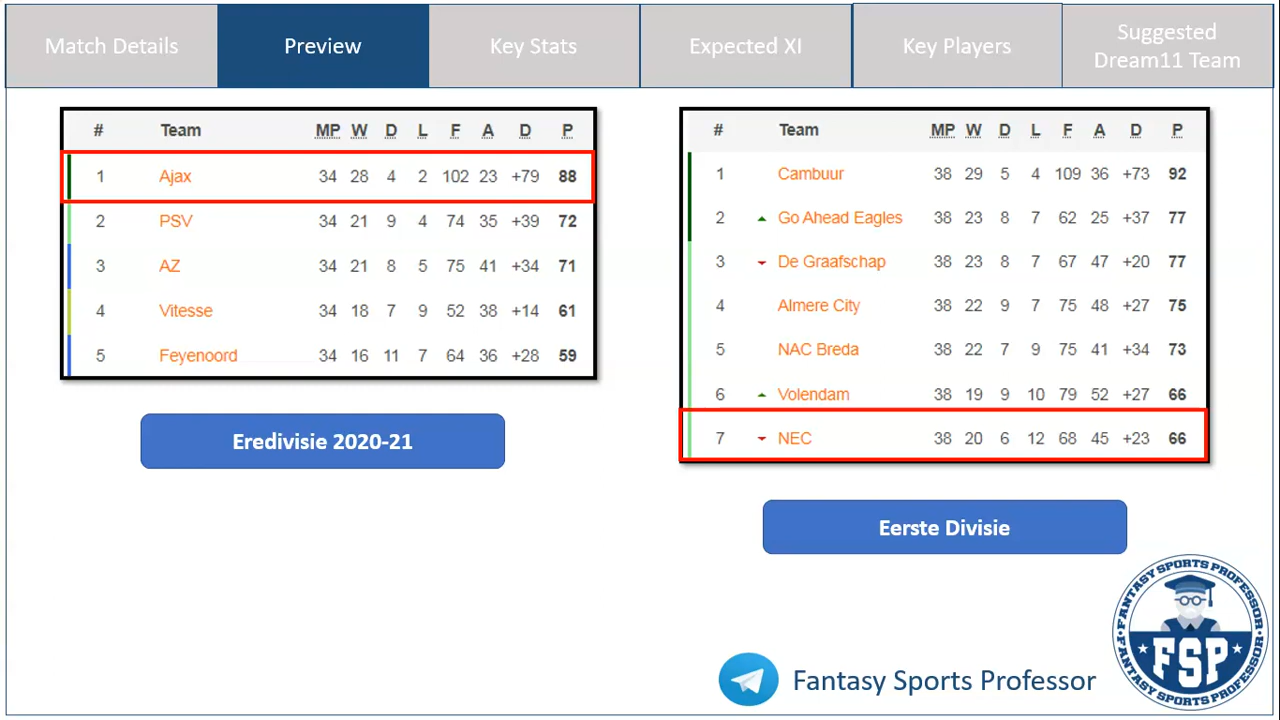 Match Details
Preview
Key Stats
Expected XI
Key Players
Suggested
Dream11 Team
# Team MP W D L F A D P
1 Ajax 34 28 4 2 102 23 +79 88
2 PSV 34 21 9 4 74 35 +39 72
3 AZ 34 21 8 5 75 41 +34 71
4 Vitesse 34 18 7 9 52 38 +14 61
5 Feyenoord 34 16 11 7 64 36 +28 59
Eredivisie 2020-21
# Team MP W D L F A D P
1 Cambuur 38 29 5 4 109 36 +73 92
2 Go Ahead Eagles 38 23 8 7 62 25 +37 77
3 De Graafschap 38 23 8 7 67 47 +20 77
4 Almere City 38 22 9 7 75 48 +27 75
5 NAC Breda 38 22 7 9 75 41 +34 73
6 Volendam 38 19 9 10 79 52 +27 66
7 NEC 38 20 6 12 68 45 +23 66
Eerste Divisie
Fantasy Sports Professor
FANTASY SPORTS PROFESSOR
FSP
FANTASY SPORTS PROFESSOR